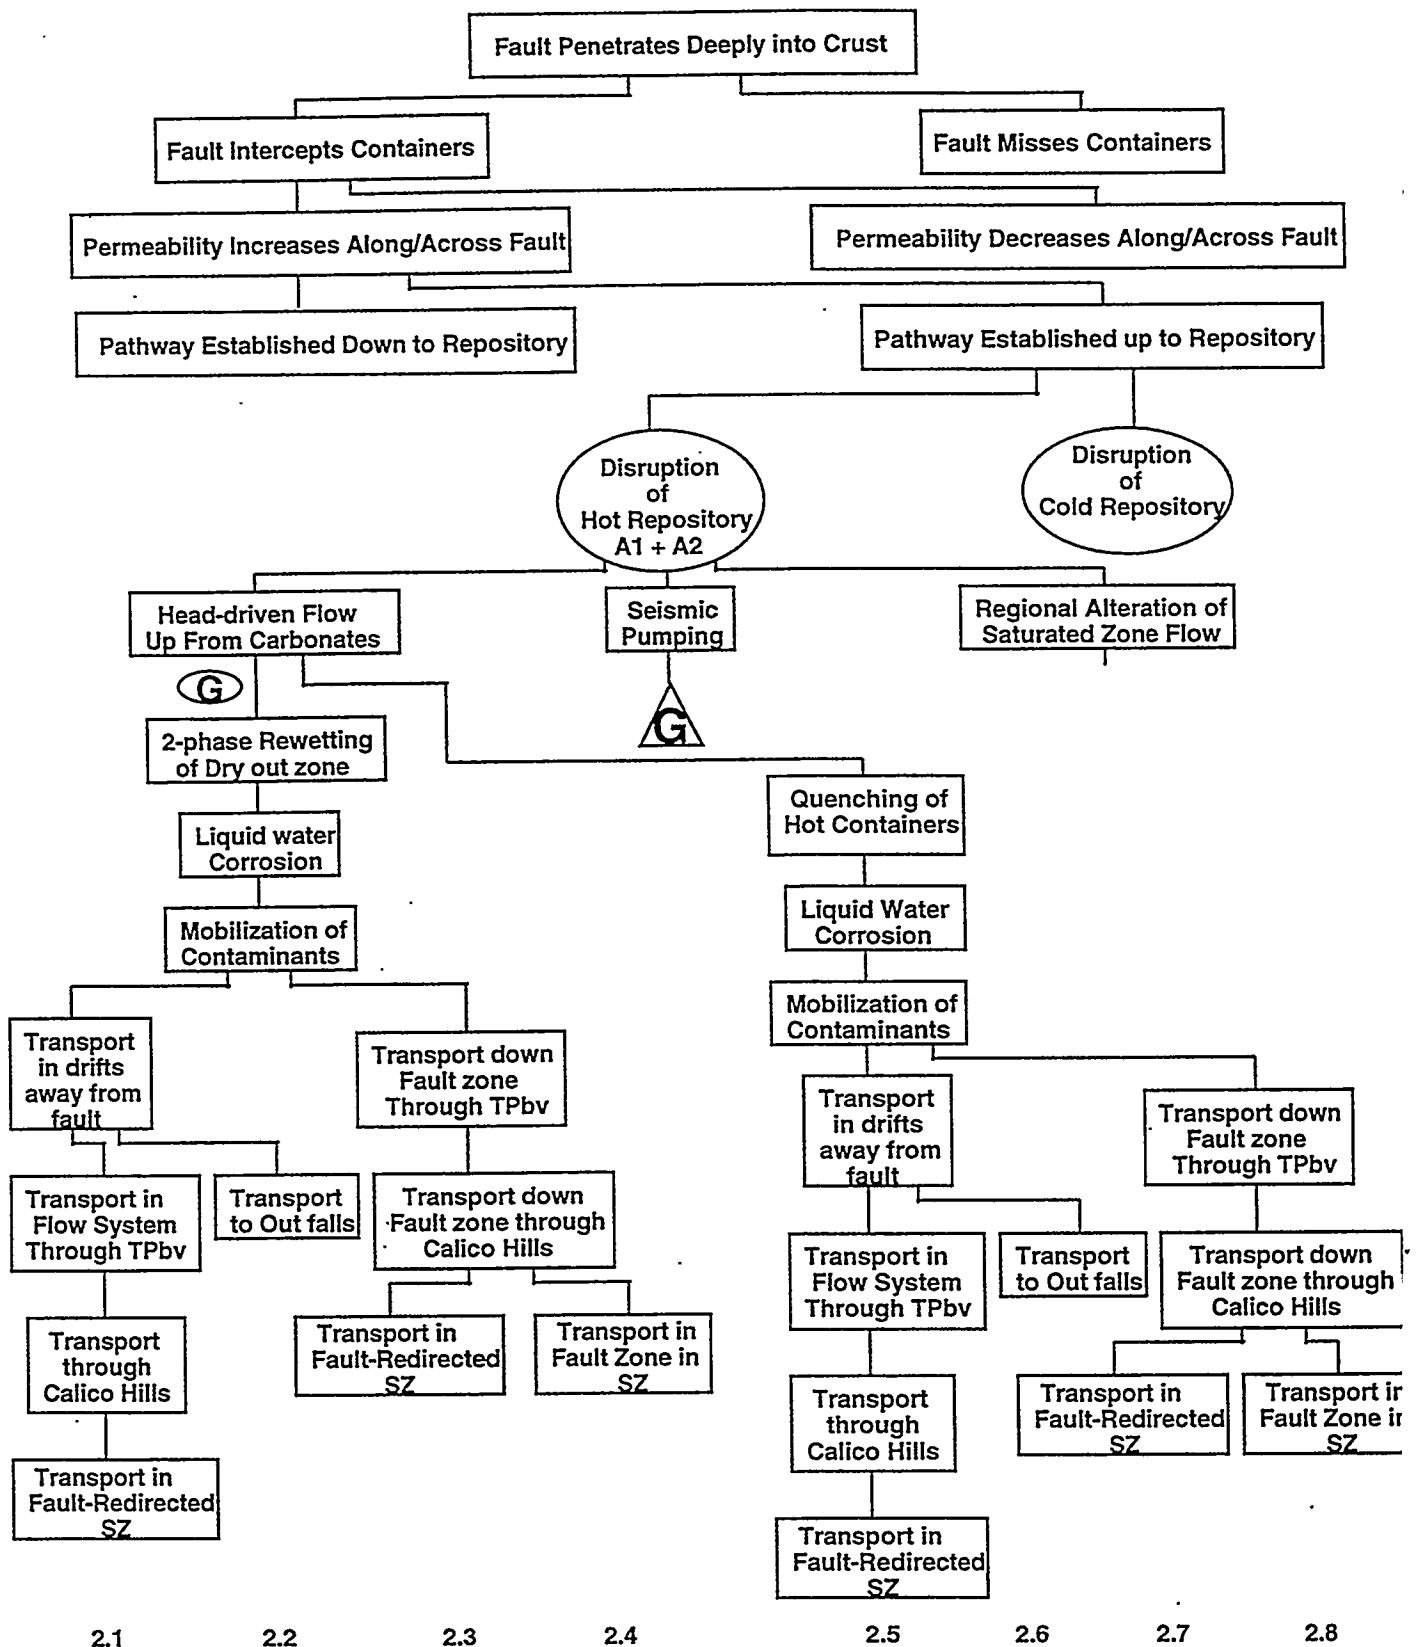 Fault Penetrates Deeply into Crust
Fault Intercepts Containers
Fault Misses Containers
Permeability Increases Along/Across Fault
Permeability Decreases Along/Across Fault
Pathway Established Down to Repository
Pathway Established up to Repository
Disruption
of
Hot Repository
A1 + A2
Disruption
of
Cold Repository
Head-driven Flow
Up From Carbonates
Seismic
Pumping
Regional Alteration of
Saturated Zone Flow
G
G
2-phase Rewetting
of Dry out zone
Quenching of
Hot Containers
Liquid water
Corrosion
Liquid Water
Corrosion
Mobilization of
Contaminants
Mobilization of
Contaminants
Transport
in drifts
away from
fault
Transport down
Fault zone
Through TPbv
Transport
in drifts
away from
fault
Transport down
Fault zone
Through TPbv
Transport in
Flow System
Through TPbv
Transport
to Out falls
Transport down
Fault zone through
Calico Hills
Transport in
Flow System
Through TPbv
Transport
to Out falls
Transport down
Fault zone through
Calico Hills
Transport
through
Calico Hills
Transport in
Fault-Redirected
SZ
Transport in
Fault Zone in
SZ
Transport
through
Calico Hills
Transport in
Fault-Redirected
SZ
Transport in
Fault Zone in
SZ
Transport in
Fault-Redirected
SZ
Transport in
Fault-Redirected
SZ
2.1 2.2 2.3 2.4 2.5 2.6 2.7 2.8